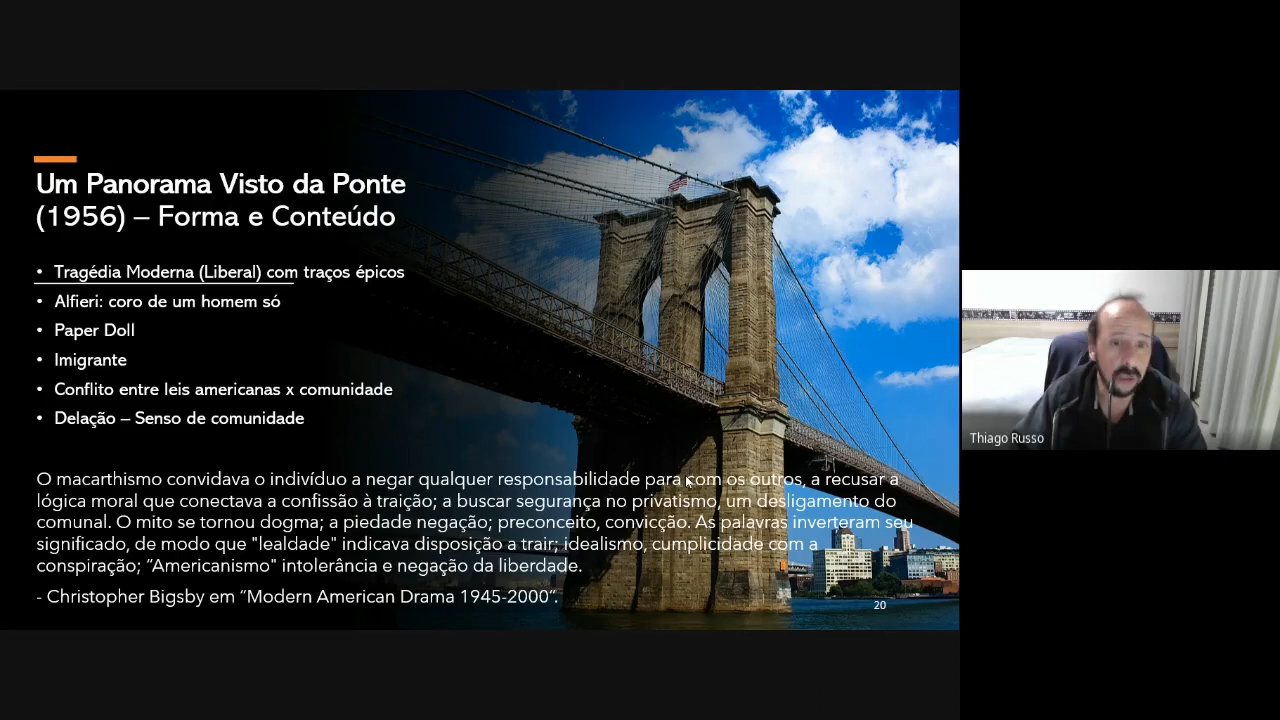 Um Panorama Visto da Ponte
(1956) – Forma e Conteúdo
• Tragédia Moderna (Liberal) com traços épicos
• Alfieri: coro de um homem só
• Paper Doll
• Imigrante
• Conflito entre leis americanas x comunidade
• Delação – Senso de comunidade
O macarthismo convidava o indivíduo a negar qualquer responsabilidade para com os outros, a recusar a
lógica moral que conectava a confissão à traição; a buscar segurança no privatismo, um desligamento do
comunal. O mito se tornou dogma; a piedade negação; preconceito, convicção. As palavras inverteram seu
significado, de modo que "lealdade" indicava disposição a trair; idealismo, cumplicidade com a
conspiração; “Americanismo" intolerância e negação da liberdade.
- Christopher Bigsby em “Modern American Drama 1945-2000”.
20
Thiago Russo